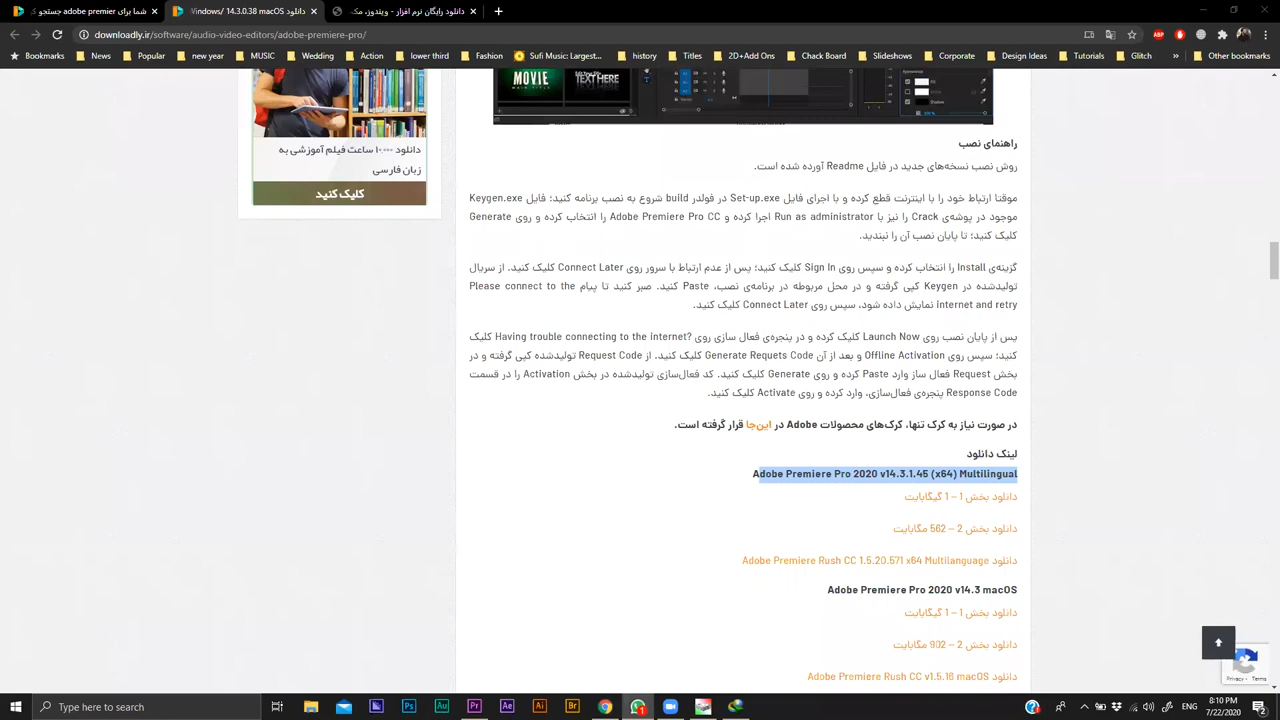 شما برای premiere جستجو ک
دانلود Windows/ 14.3.0.38 macOS
دانلود رایگان نرم افزار - ویندوز، مک
downloadly.ir/software/audio-video-editors/adobe-premiere-pro/
Bookmarks
News
Popular
new year
MUSIC
Wedding
Action
lower third
Fashion
Sufi Music: Largest...
history
Titles
2D+Ads On
Chack Board
Slideshow
Corporate
Design Ideas
Tutorials
Glitch
Other bookmarks
MOVIE
MAIN TITLE
TEXT HERE
دانلود ۱۰,۰۰۰ ساعت فیلم آموزشی به
زبان فارسی
کلیک کنید
راهنمای نصب
روش نصب نسخه‌های جدید در فایل Readme آورده شده است.
موقتا ارتباط خود را با اینترنت قطع کرده و با اجرای فایل Set-up.exe در فولدر build شروع به نصب برنامه کنید؛ فایل Keygen.exe
موجود در پوشه‌ی Crack را نیز با Run as administrator اجرا کرده و Adobe Premiere Pro CC را انتخاب کرده و روی Generate
کلیک کنید؛ تا پایان نصب آن را نبندید.
گزینه‌ی Install را انتخاب کرده و سپس روی Sign In کلیک کنید؛ پس از عدم ارتباط با سرور روی Connect Later کلیک کنید. از سریال
تولیدشده در Keygen کپی گرفته و در محل مربوطه در برنامه‌ی نصب، Paste کنید. صبر کنید تا پیام Please connect to the
internet and retry نمایش داده شود، سپس روی Connect Later کلیک کنید.
پس از پایان نصب روی Launch Now کلیک کرده و در پنجره‌ی فعال سازی روی Having trouble connecting to the internet? کلیک
کنید؛ سپس روی Offline Activation و بعد از آن Generate Requets Code کلیک کنید. از Request Code تولیدشده کپی گرفته و در
بخش Request فعال ساز وارد Paste کرده و روی Generate کلیک کنید. کد فعال‌سازی تولیدشده در بخش Activation را در قسمت
Response Code پنجره‌ی فعال‌سازی، وارد کرده و روی Activate کلیک کنید.
در صورت نیاز به کرک تنها، کرک‌های محصولات Adobe در این‌جا قرار گرفته است.
لینک دانلود
Adobe Premiere Pro 2020 v14.3.1.45 (x64) Multilingual
دانلود بخش 1 – 1 گیگابایت
دانلود بخش 2 – 562 مگابایت
دانلود Adobe Premiere Rush CC 1.5.20.571 x64 Multilanguage
Adobe Premiere Pro 2020 v14.3 macOS
دانلود بخش 1 – 1 گیگابایت
دانلود بخش 2 – 902 مگابایت
دانلود Adobe Premiere Rush CC v1.5.16 macOS
Privacy - Terms
Type here to search
8:10 PM
7/22/2020